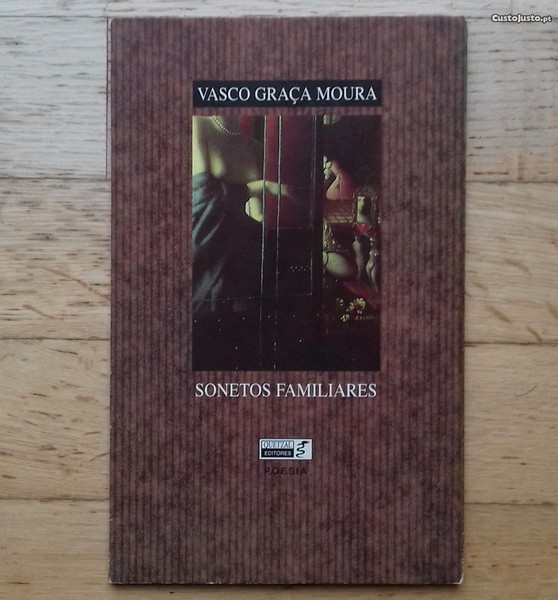 CustoJusto.pt
VASCO GRAÇA MOURA
SONETOS FAMILIARES
QUETZAL
EDITORES
POESIA